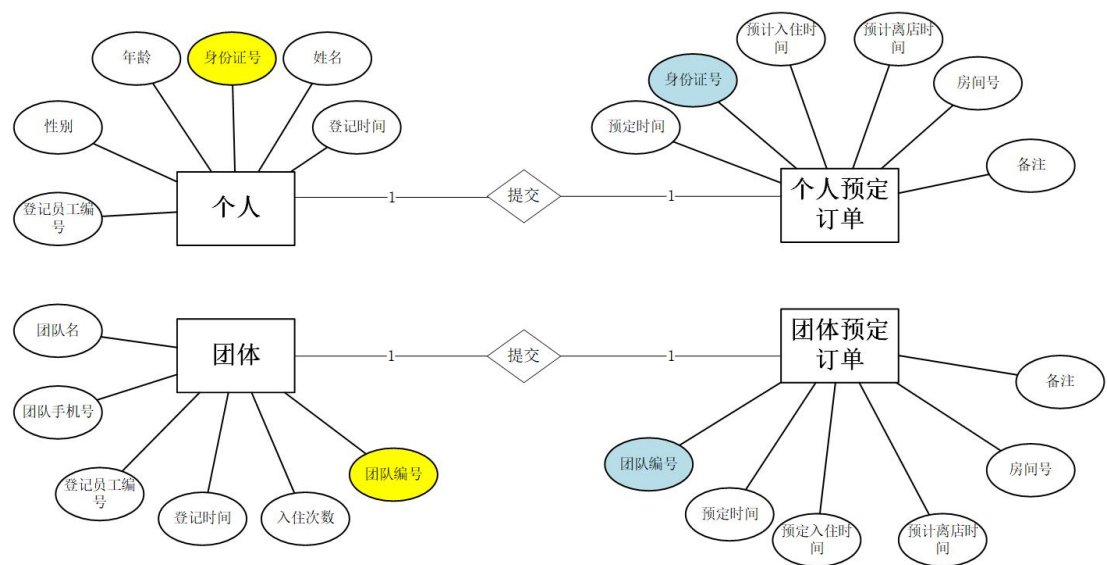 年龄
身份证号
姓名
性别
登记时间
登记员工编
号
个人
1
提交
1
预计入住时
间
预计离店时
间
身份证号
房间号
预定时间
备注
个人预定
订单
团队名
团体
团队手机号
登记员工编
号
登记时间
入住次数
团队编号
1
提交
1
团体预定
订单
备注
团队编号
房间号
预定时间
预定入住时
间
预计离店时
间